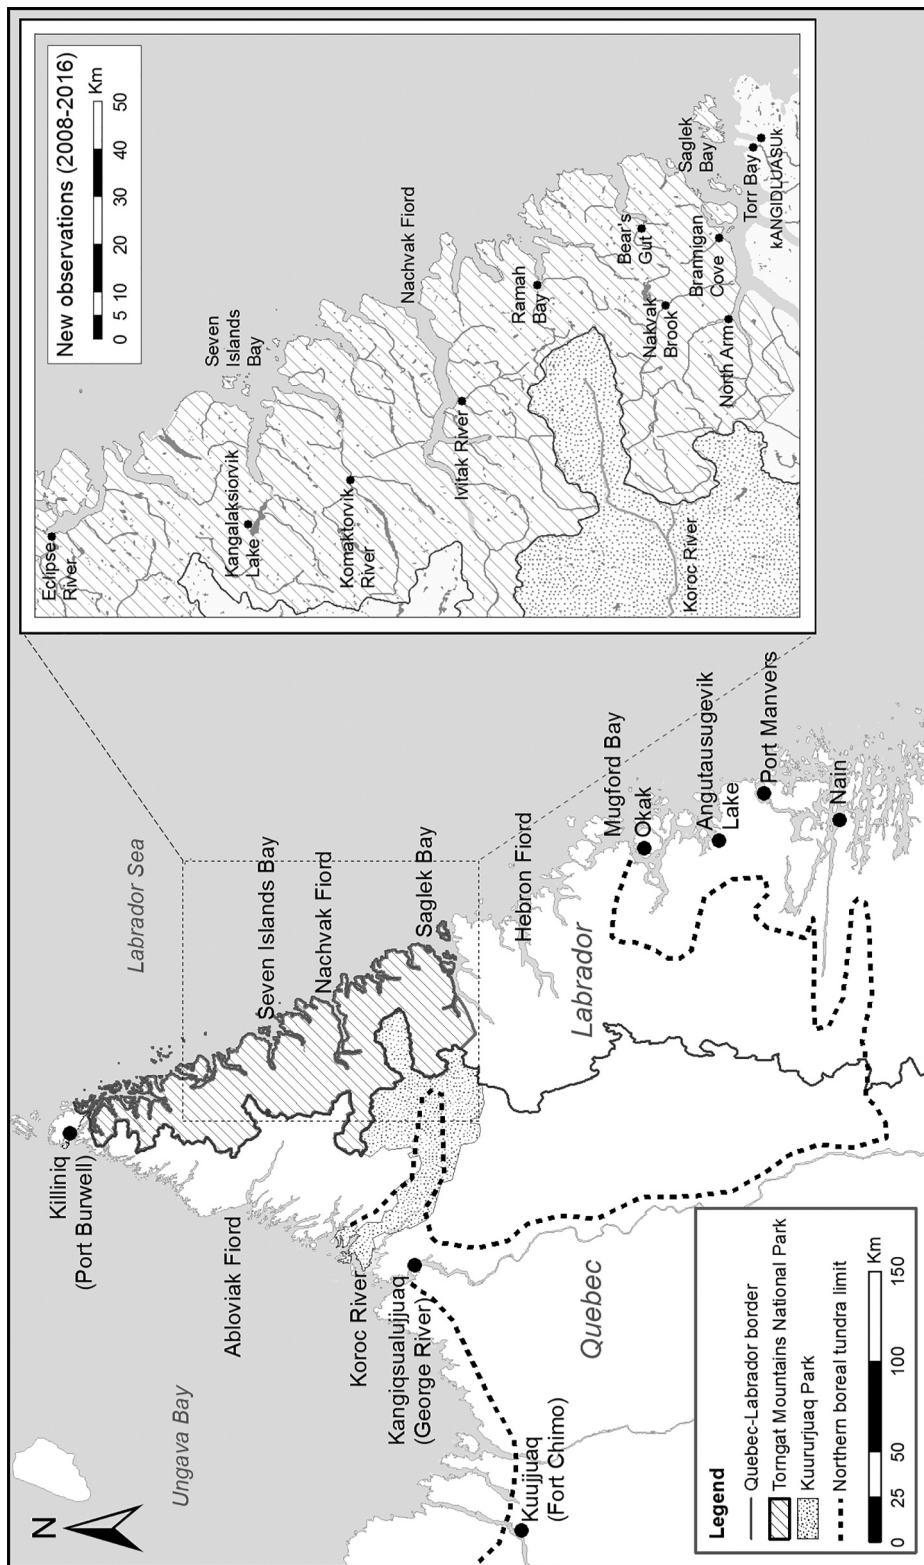 N
Ungava Bay
Labrador Sea
Killiniq
(Port Burwell)
Abloviak Fiord
Seven Islands Bay
Nachvak Fiord
Saglek Bay
Hebron Fiord
Koroc River
Kangiqsualujjuaq
(George River)
Kuujjuaq
(Fort Chimo)
Quebec
Labrador
Mugford Bay
Okak
Angutausugevik
Lake
Port Manvers
Nain
Legend
Quebec-Labrador border
Torngat Mountains National Park
Kuururjuaq Park
Northern boreal tundra limit
0 25 50 100 150
Km
New observations (2008-2016)
0 5 10 20 30 40 50
Km
Eclipse
River
Seven
Islands
Bay
Kangalaksiorvik
Lake
Komaktorvik
River
Nachvak Fiord
Ivitak River
Ramah
Bay
Koroc River
Bear's
Gut
Nakvak
Brook
Saglek
Bay
Brannigan
Cove
North Arm
Torr Bay
kANGIDLUASUk